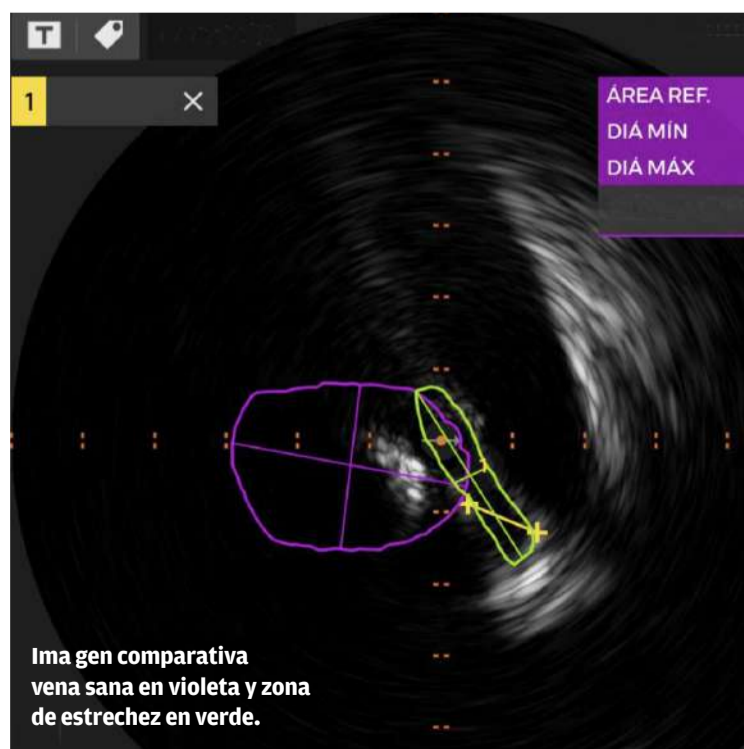 T
1
×
ÁREA REF.
DIÁ MÍN
DIÁ MÁX
1
Ima gen comparativa
vena sana en violeta y zona
de estrechez en verde.